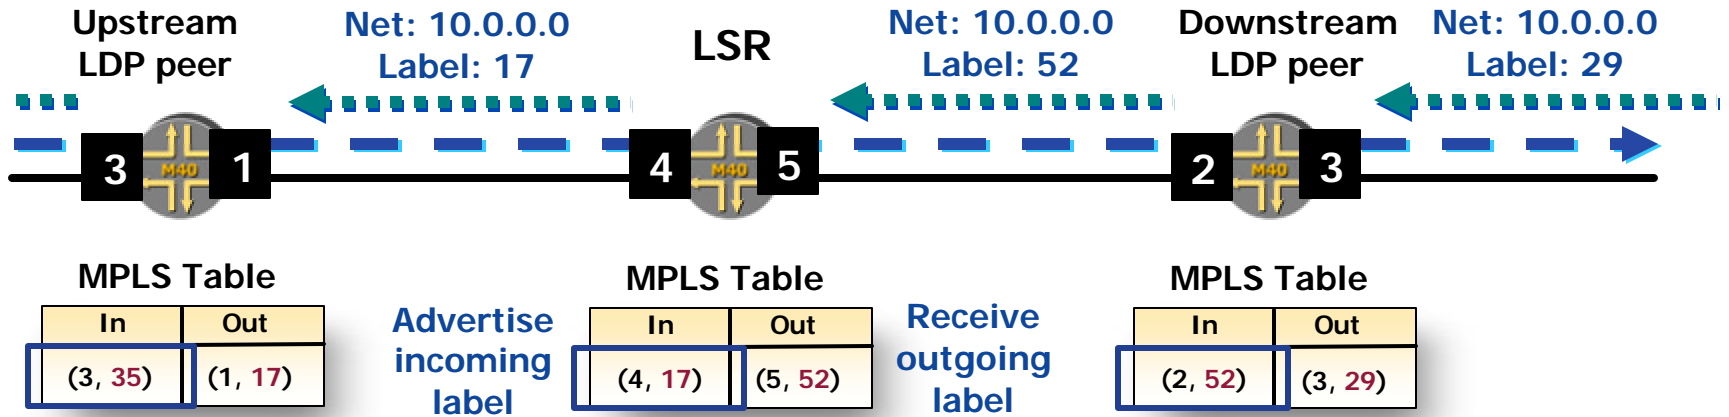 Upstream
LDP peer
Net: 10.0.0.0
Label: 17
LSR
Net: 10.0.0.0
Label: 52
Downstream
LDP peer
Net: 10.0.0.0
Label: 29
3 M40 1
4 M40 5
2 M40 3
MPLS Table
In Out
(3, 35) (1, 17)
Advertise
incoming
label
MPLS Table
In Out
(4, 17) (5, 52)
Receive
outgoing
label
MPLS Table
In Out
(2, 52) (3, 29)